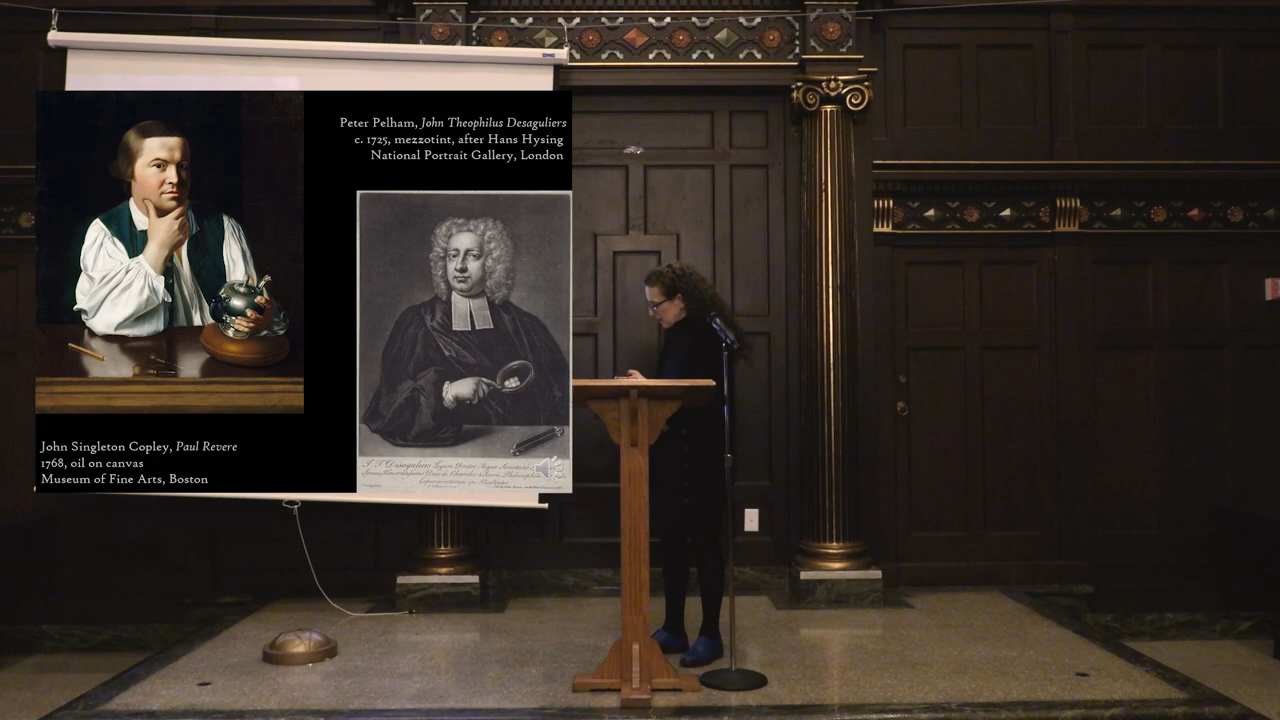 Peter Pelham, John Theophilus Desaguliers
c. 1725, mezzotint, after Hans Hysing
National Portrait Gallery, London
John Singleton Copley, Paul Revere
1768, oil on canvas
Museum of Fine Arts, Boston